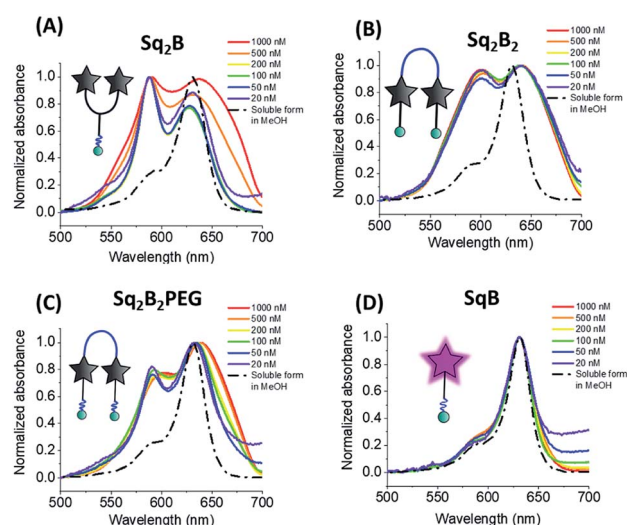 (A)
Sq₂B
1000 nM
500 nM
200 nM
100 nM
50 nM
20 nM
Soluble form
in MeOH
Normalized absorbance
1.0
0.8
0.6
0.4
0.2
0.0
500 550 600 650 700
Wavelength (nm)
(B)
Sq₂B₂
1000 nM
500 nM
200 nM
100 nM
50 nM
20 nM
Soluble form
in MeOH
Normalized absorbance
1.0
0.8
0.6
0.4
0.2
0.0
500 550 600 650 700
Wavelength (nm)
(C)
Sq₂B₂PEG
1000 nM
500 nM
200 nM
100 nM
50 nM
20 nM
Soluble form
in MeOH
Normalized absorbance
1.0
0.8
0.6
0.4
0.2
0.0
500 550 600 650 700
Wavelength (nm)
(D)
SqB
1000 nM
500 nM
200 nM
100 nM
50 nM
20 nM
Soluble form
in MeOH
Normalized absorbance
1.0
0.8
0.6
0.4
0.2
0.0
500 550 600 650 700
Wavelength (nm)